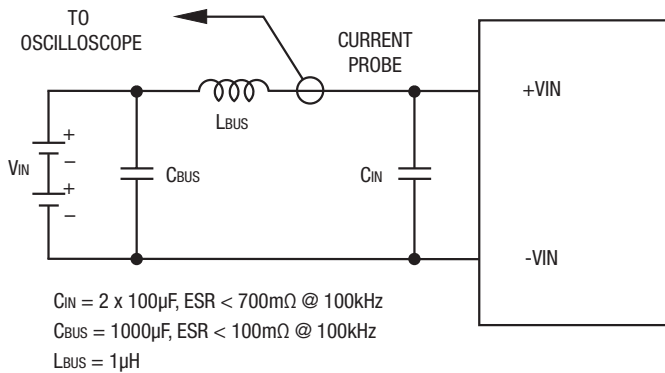 TO
OSCILLOSCOPE
CURRENT
PROBE
LBUS
+VIN
+
VIN
–
+
–
CBUS
CIN
-VIN
CIN = 2 x 100µF, ESR < 700mΩ @ 100kHz
CBUS = 1000µF, ESR < 100mΩ @ 100kHz
LBUS = 1µH